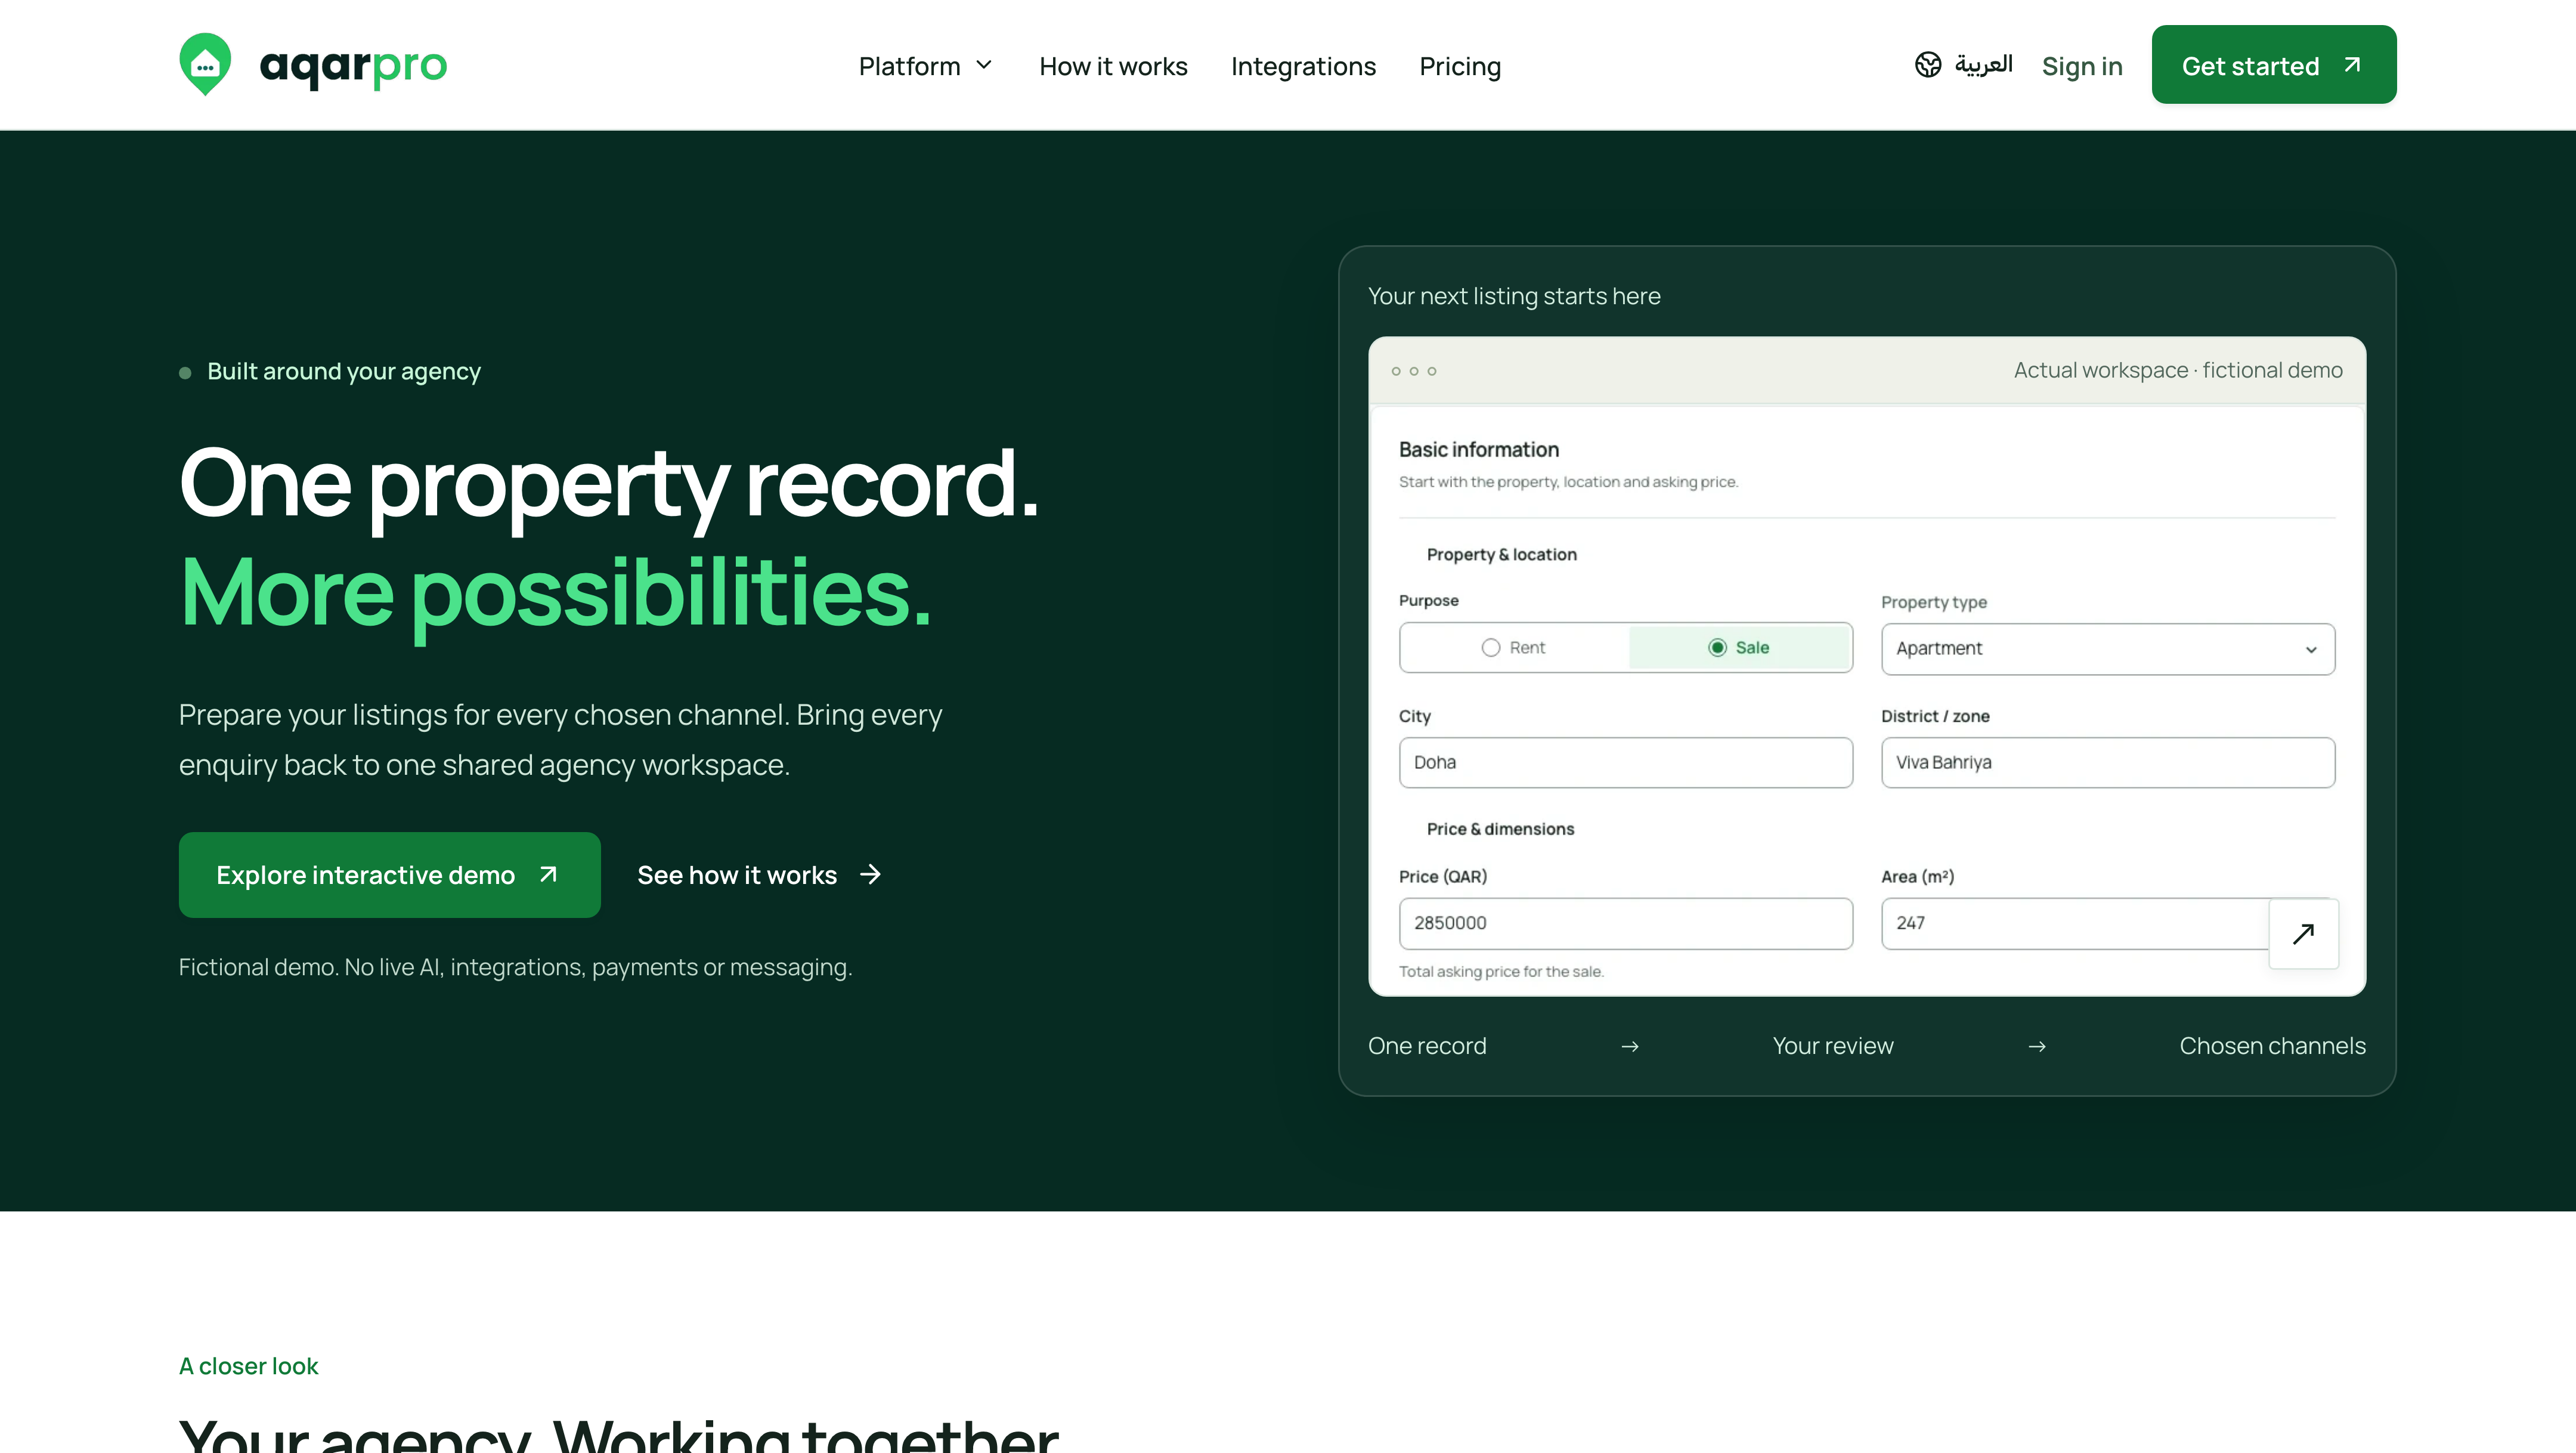 aqarpro
Platform
How it works
Integrations
Pricing
العربية
Sign in
Get started
Built around your agency
One property record.
More possibilities.
Prepare your listings for every chosen channel. Bring every
enquiry back to one shared agency workspace.
Explore interactive demo
See how it works
Fictional demo. No live AI, integrations, payments or messaging.
Your next listing starts here
Actual workspace · fictional demo
Basic information
Start with the property, location and asking price.
Property & location
Purpose
Rent
Sale
Property type
Apartment
City
Doha
District / zone
Viva Bahriya
Price & dimensions
Price (QAR)
2850000
Area (m²)
247
Total asking price for the sale.
One record
Your review
Chosen channels
A closer look
Your agency. Working together.